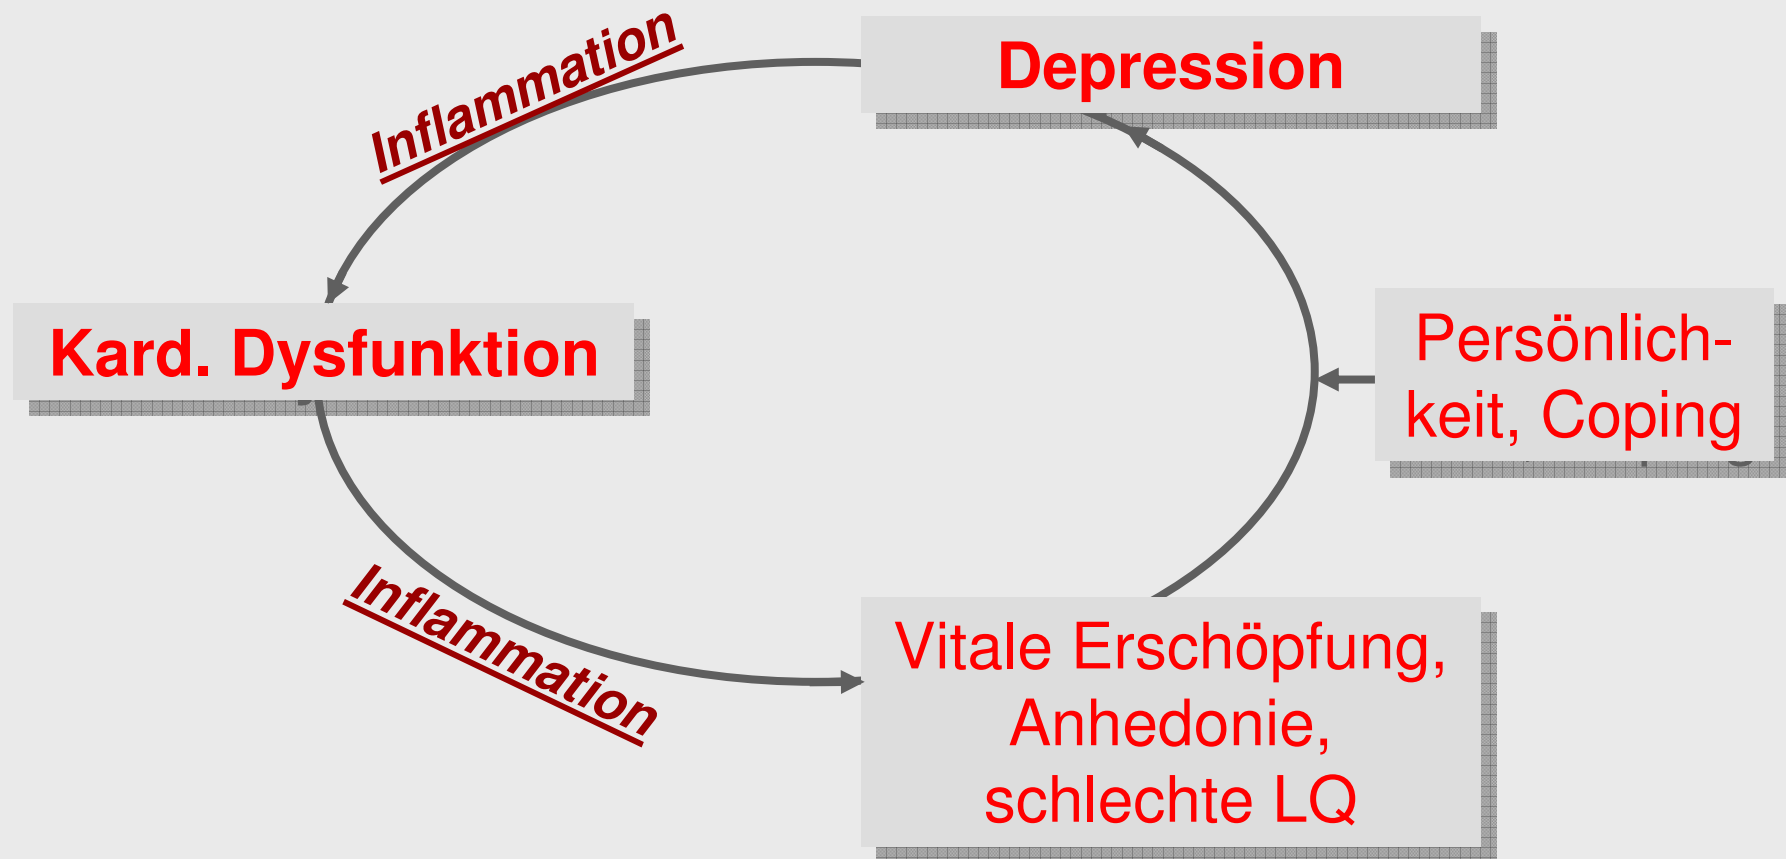 Inflammation
Depression
Kard. Dysfunktion
Persönlich-
keit, Coping
Inflammation
Vitale Erschöpfung,
Anhedonie,
schlechte LQ